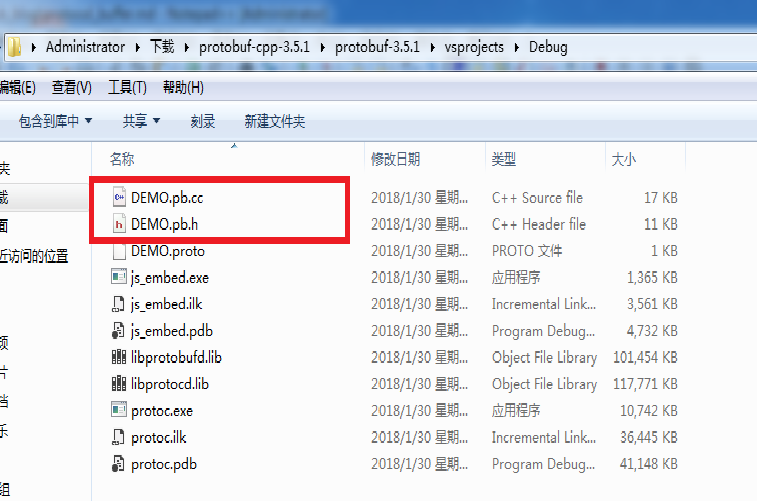 Administrator 下载 protobuf-cpp-3.5.1 protobuf-3.5.1 vsprojects Debug
编辑(E) 查看(V) 工具(T) 帮助(H)
包含到库中 共享 刻录 新建文件夹
名称 修改日期 类型 大小
DEMO.pb.cc 2018/1/30 星期... C++ Source file 17 KB
DEMO.pb.h 2018/1/30 星期... C++ Header file 11 KB
DEMO.proto 2018/1/30 星期... PROTO 文件 1 KB
js_embed.exe 2018/1/30 星期... 应用程序 1,365 KB
js_embed.ilk 2018/1/30 星期... Incremental Link... 3,561 KB
js_embed.pdb 2018/1/30 星期... Program Debug... 4,732 KB
libprotobufd.lib 2018/1/30 星期... Object File Library 101,454 KB
libprotocd.lib 2018/1/30 星期... Object File Library 117,771 KB
protoc.exe 2018/1/30 星期... 应用程序 10,742 KB
protoc.ilk 2018/1/30 星期... Incremental Link... 36,445 KB
protoc.pdb 2018/1/30 星期... Program Debug... 41,148 KB
夹
载
面
近访问的位置
频
片
档
乐
组